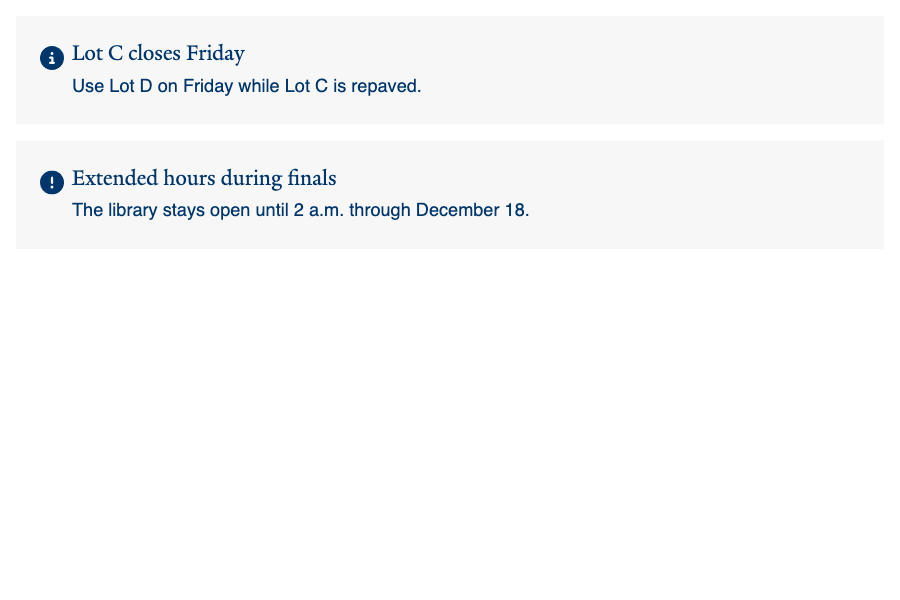 Lot C closes Friday
Use Lot D on Friday while Lot C is repaved.
Extended hours during finals
The library stays open until 2 a.m. through December 18.